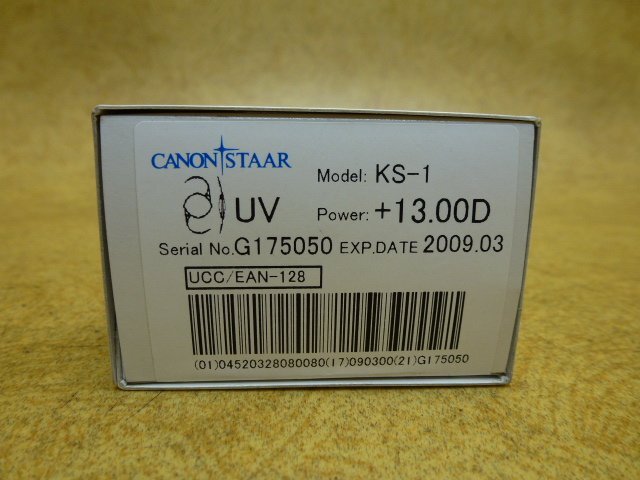 CANON STAAR
Model: KS-1
UV
Power: +13.00D
Serial No.G175050 EXP.DATE 2009.03
UCC/EAN-128
(01)04520328080080(17)090300(21)G175050